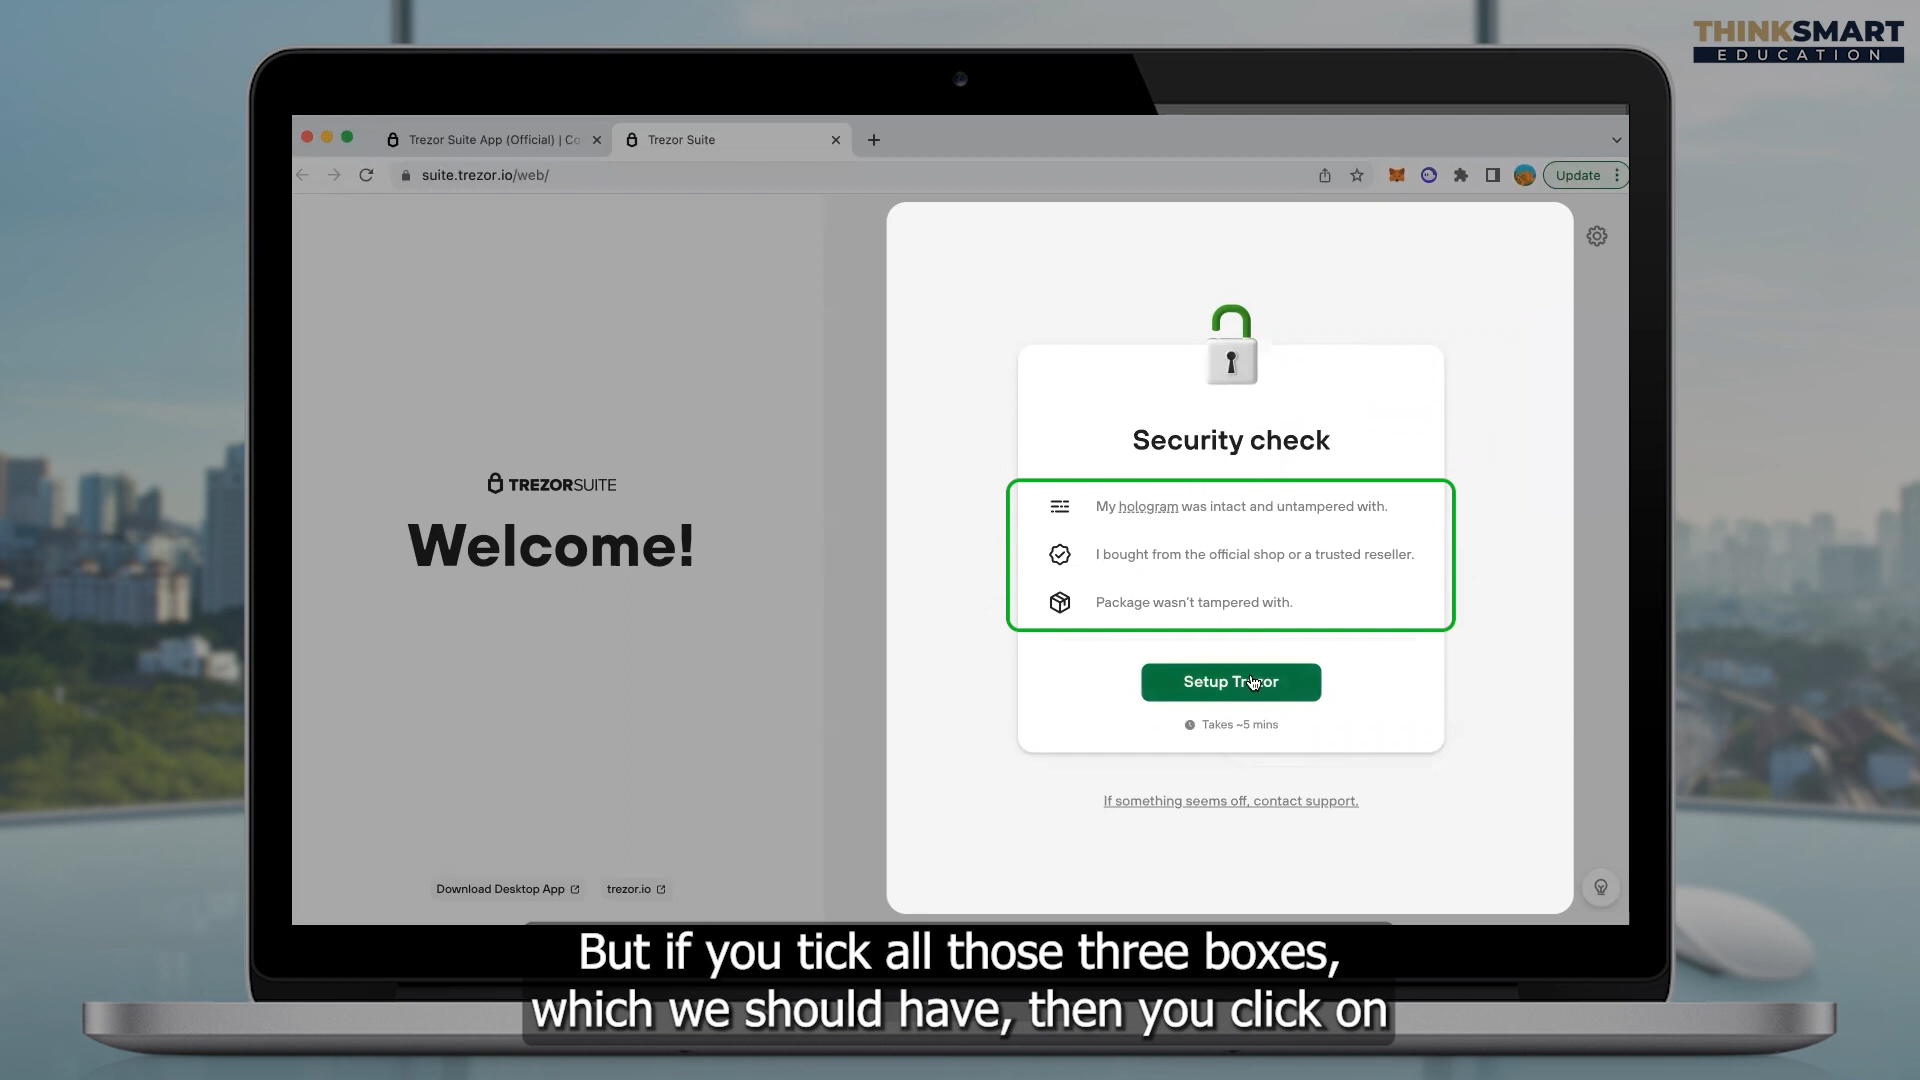 THINKSMART
EDUCATION
Trezor Suite App (Official) | Co
Trezor Suite
suite.trezor.io/web/
Update
TREZORSUITE
Welcome!
Security check
My hologram was intact and untampered with.
I bought from the official shop or a trusted reseller.
Package wasn't tampered with.
Setup Trezor
Takes ~5 mins
If something seems off, contact support.
Download Desktop App
trezor.io
But if you tick all those three boxes,
which we should have, then you click on